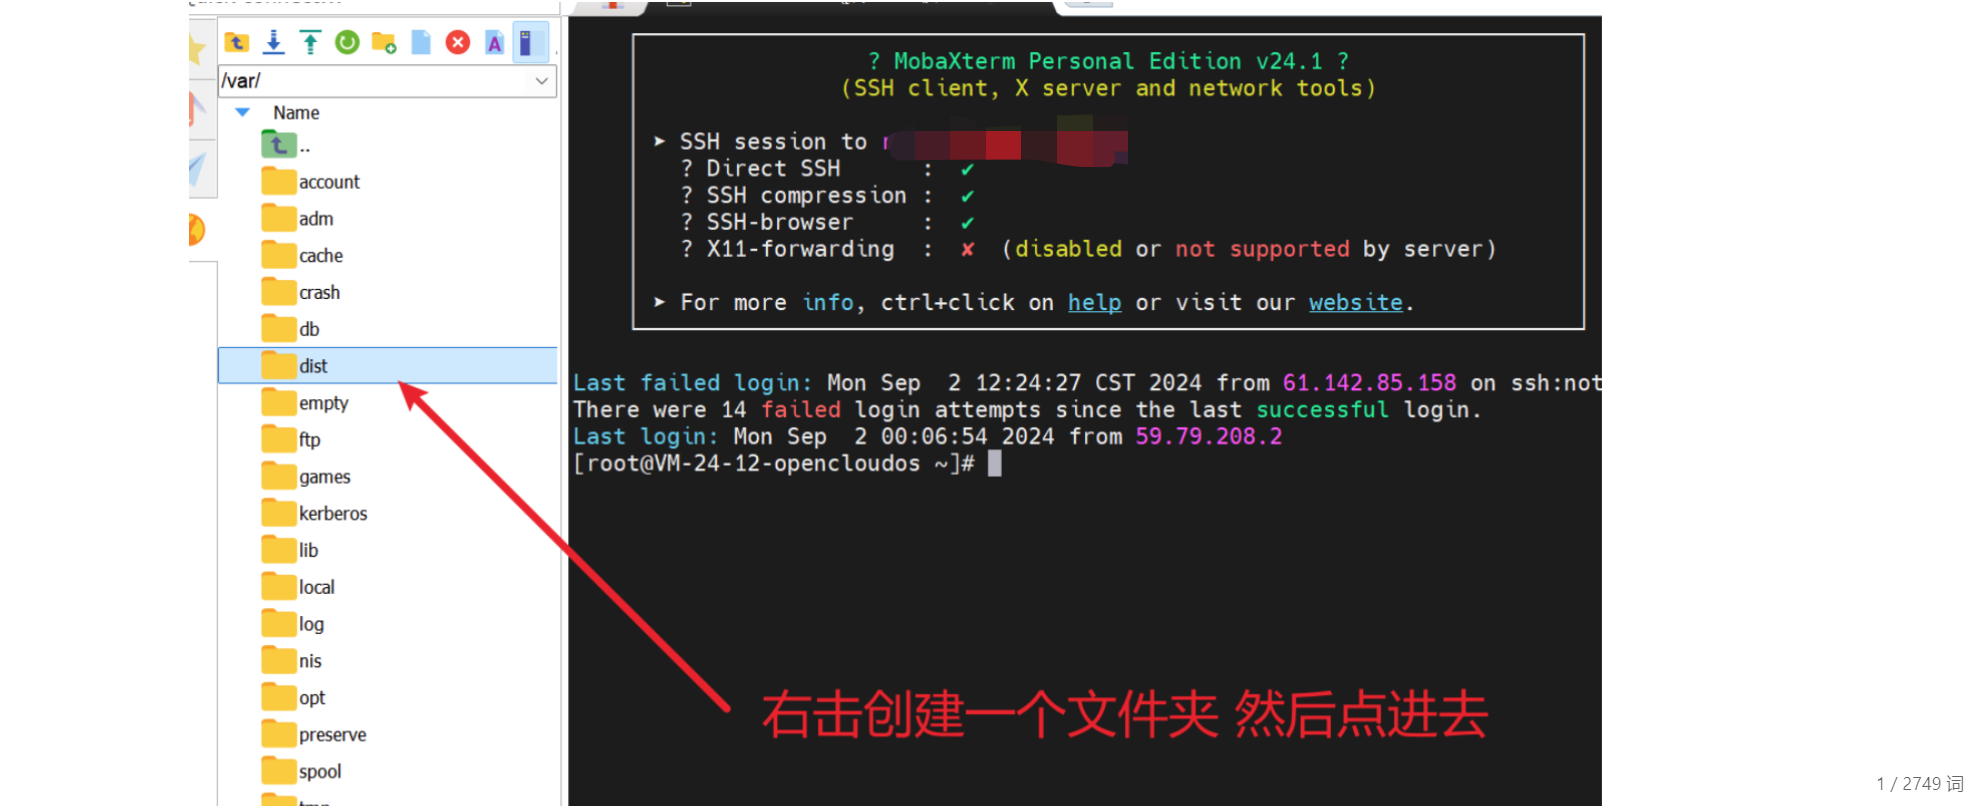 /var/
Name
..
account
adm
cache
crash
db
dist
empty
ftp
games
kerberos
lib
local
log
nis
opt
preserve
spool
? MobaXterm Personal Edition v24.1 ?
(SSH client, X server and network tools)
➤ SSH session to
? Direct SSH : ✔
? SSH compression : ✔
? SSH-browser : ✔
? X11-forwarding : ✘ (disabled or not supported by server)
➤ For more info, ctrl+click on help or visit our website.
Last failed login: Mon Sep 2 12:24:27 CST 2024 from 61.142.85.158 on ssh:not
There were 14 failed login attempts since the last successful login.
Last login: Mon Sep 2 00:06:54 2024 from 59.79.208.2
[root@VM-24-12-opencloudos ~]#
右击创建一个文件夹 然后点进去
1 / 2749 词